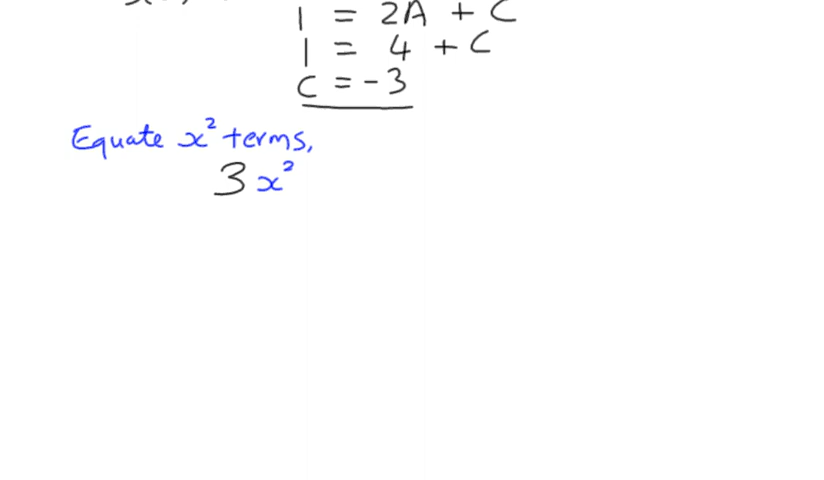 1 = 2A + C
1 = 4 + C
C = -3
Equate x² terms,
3x²